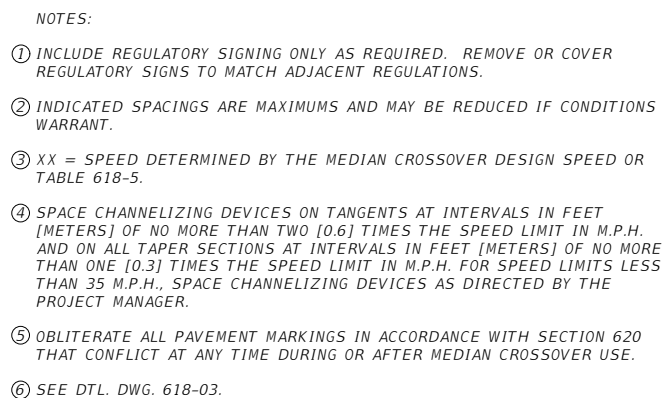 NOTES:
① INCLUDE REGULATORY SIGNING ONLY AS REQUIRED. REMOVE OR COVER
REGULATORY SIGNS TO MATCH ADJACENT REGULATIONS.
② INDICATED SPACINGS ARE MAXIMUMS AND MAY BE REDUCED IF CONDITIONS
WARRANT.
③ XX = SPEED DETERMINED BY THE MEDIAN CROSSOVER DESIGN SPEED OR
TABLE 618-5.
④ SPACE CHANNELIZING DEVICES ON TANGENTS AT INTERVALS IN FEET
[METERS] OF NO MORE THAN TWO [0.6] TIMES THE SPEED LIMIT IN M.P.H.
AND ON ALL TAPER SECTIONS AT INTERVALS IN FEET [METERS] OF NO MORE
THAN ONE [0.3] TIMES THE SPEED LIMIT IN M.P.H. FOR SPEED LIMITS LESS
THAN 35 M.P.H., SPACE CHANNELIZING DEVICES AS DIRECTED BY THE
PROJECT MANAGER.
⑤ OBLITERATE ALL PAVEMENT MARKINGS IN ACCORDANCE WITH SECTION 620
THAT CONFLICT AT ANY TIME DURING OR AFTER MEDIAN CROSSOVER USE.
⑥ SEE DTL. DWG. 618-03.